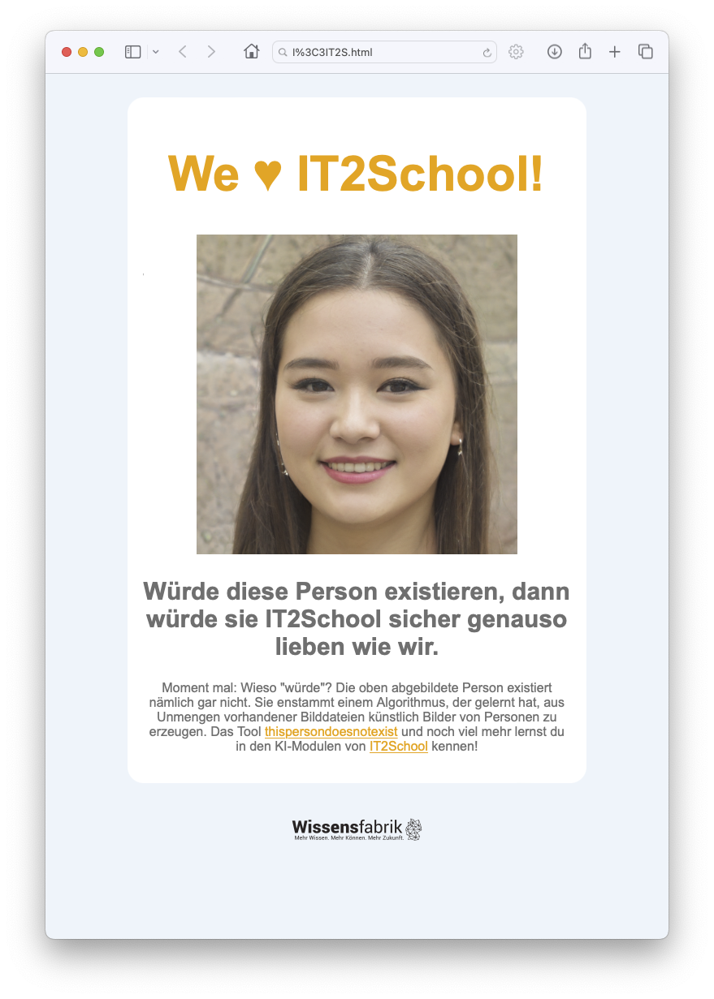 I%3C3IT2S.html
We ♥ IT2School!
Würde diese Person existieren, dann
würde sie IT2School sicher genauso
lieben wie wir.
Moment mal: Wieso "würde"? Die oben abgebildete Person existiert
nämlich gar nicht. Sie enstammt einem Algorithmus, der gelernt hat, aus
Unmengen vorhandener Bilddateien künstlich Bilder von Personen zu
erzeugen. Das Tool thispersondoesnotexist und noch viel mehr lernst du
in den KI-Modulen von IT2School kennen!
Wissensfabrik
Mehr Wissen. Mehr Können. Mehr Zukunft.